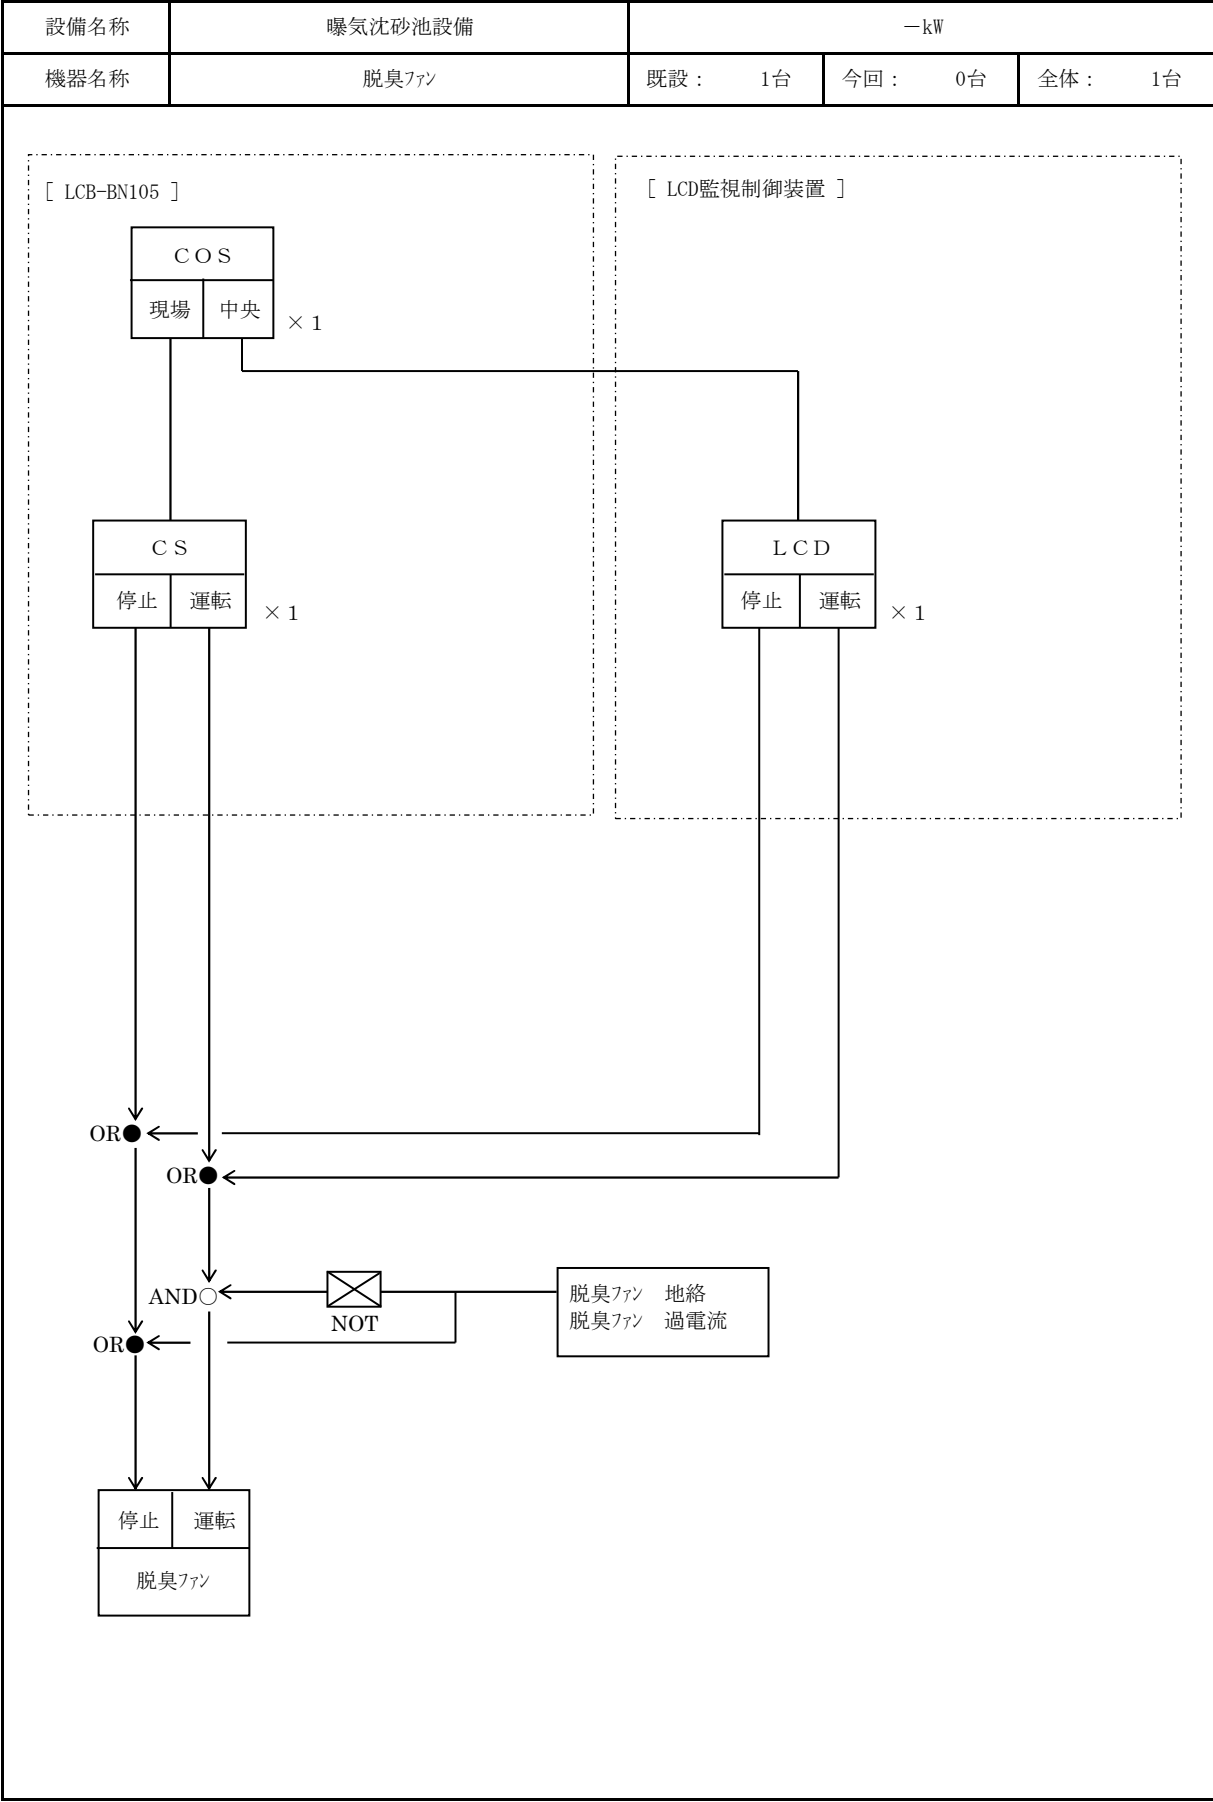 設備名称 曝気沈砂池設備 －kW
機器名称 脱臭ﾌｧﾝ 既設： 1台 今回： 0台 全体： 1台
[ LCB-BN105 ]
[ LCD監視制御装置 ]
ＣＯＳ
現場 中央
×１
ＣＳ
停止 運転
×１
ＬＣＤ
停止 運転
×１
OR
OR
AND
NOT
脱臭ﾌｧﾝ 地絡
脱臭ﾌｧﾝ 過電流
OR
停止 運転
脱臭ﾌｧﾝ